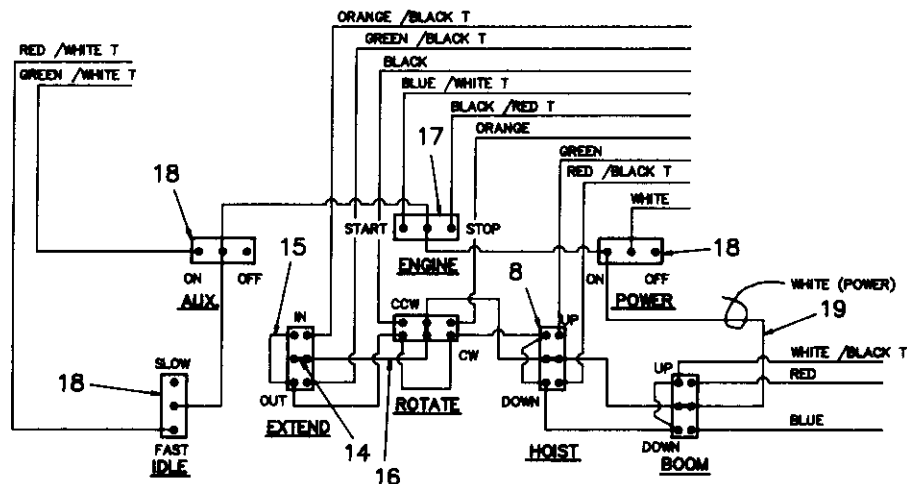 ORANGE /BLACK T
GREEN /BLACK T
RED /WHITE T
BLACK
GREEN /WHITE T
BLUE /WHITE T
BLACK /RED T
17
ORANGE
GREEN
18
RED /BLACK T
WHITE
START
STOP
18
ON
OFF
ENGINE
15
8
ON
OFF
AUX.
POWER
WHITE (POWER)
IN
CCW
UP
19
SLOW
CW
WHITE /BLACK T
18
UP
RED
OUT
ROTATE
DOWN
EXTEND
14
BLUE
FAST
16
HOIST
DOWN
IDLE
BOOM